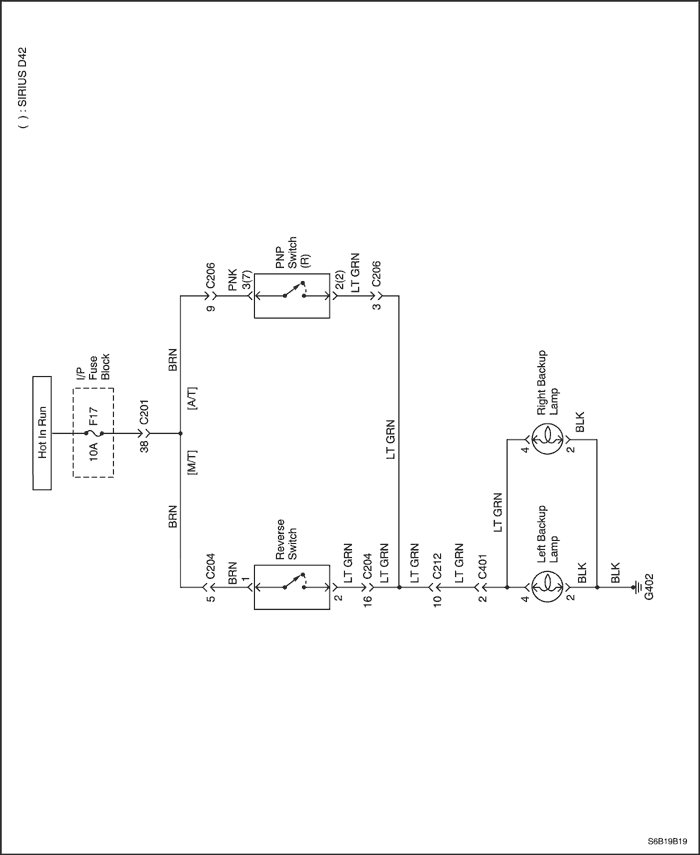 ( ) : SIRIUS D42
Hot In Run
I/P
Fuse
Block
F17
10A
C201
38
BRN
[M/T]
BRN
[A/T]
C204
5
BRN
1
Reverse
Switch
2
LT GRN
C204
16
LT GRN
C206
9
PNK
3(7)
PNP
Switch
(R)
2(2)
LT GRN
C206
3
LT GRN
LT GRN
C212
10
LT GRN
C401
2
LT GRN
Left Backup
Lamp
4
2
BLK
Right Backup
Lamp
4
2
BLK
BLK
G402
S6B19B19